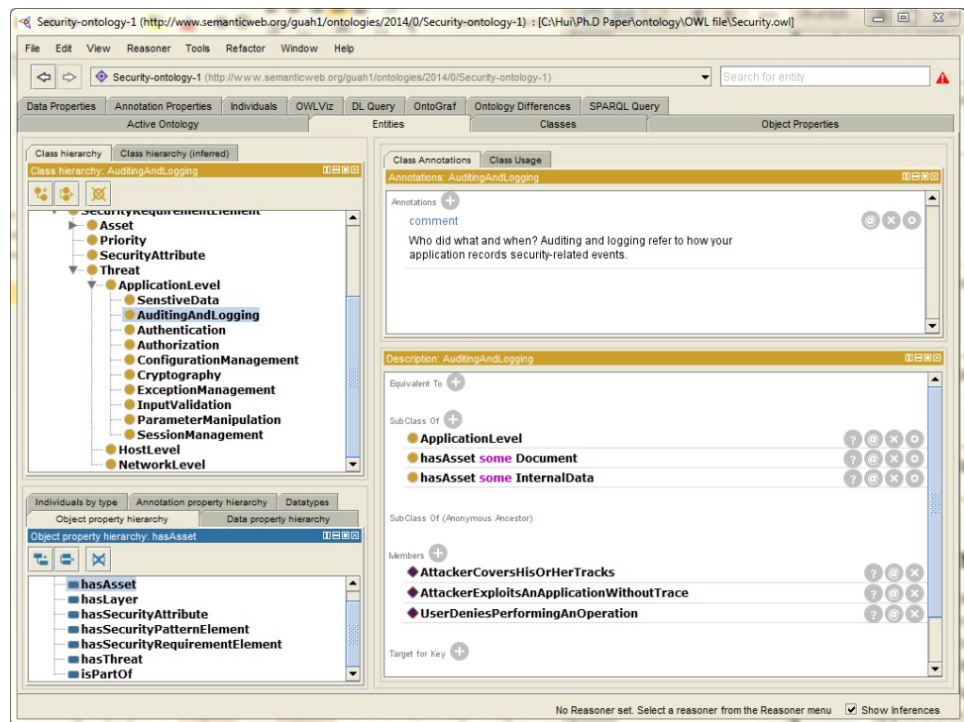 Security-ontology-1 (http://www.semanticweb.org/guah1/ontologies/2014/0/Security-ontology-1) : [C:\Hui\Ph.D Paper\ontology\OWL file\Security.owl]
File Edit View Reasoner Tools Refactor Window Help
Security-ontology-1 (http://www.semanticweb.org/guah1/ontologies/2014/0/Security-ontology-1)
Search for entity
Data Properties Annotation Properties Individuals OWLViz DL Query OntoGraf Ontology Differences SPARQL Query
Active Ontology Entities Classes Object Properties
Class hierarchy Class hierarchy (inferred)
Class hierarchy: AuditingAndLogging
SecurityRequirementElement
Asset
Priority
SecurityAttribute
Threat
ApplicationLevel
SenstiveData
AuditingAndLogging
Authentication
Authorization
ConfigurationManagement
Cryptography
ExceptionManagement
InputValidation
ParameterManipulation
SessionManagement
HostLevel
NetworkLevel
Individuals by type Annotation property hierarchy Datatypes
Object property hierarchy Data property hierarchy
Object property hierarchy: hasAsset
hasAsset
hasLayer
hasSecurityAttribute
hasSecurityPatternElement
hasSecurityRequirementElement
hasThreat
isPartOf
Class Annotations Class Usage
Annotations: AuditingAndLogging
Annotations
comment
Who did what and when? Auditing and logging refer to how your
application records security-related events.
Description: AuditingAndLogging
Equivalent To
SubClass Of
ApplicationLevel
hasAsset some Document
hasAsset some InternalData
SubClass Of (Anonymous Ancestor)
Members
AttackerCoversHisOrHerTracks
AttackerExploitsAnApplicationWithoutTrace
UserDeniesPerformingAnOperation
Target for Key
No Reasoner set. Select a reasoner from the Reasoner menu Show Inferences